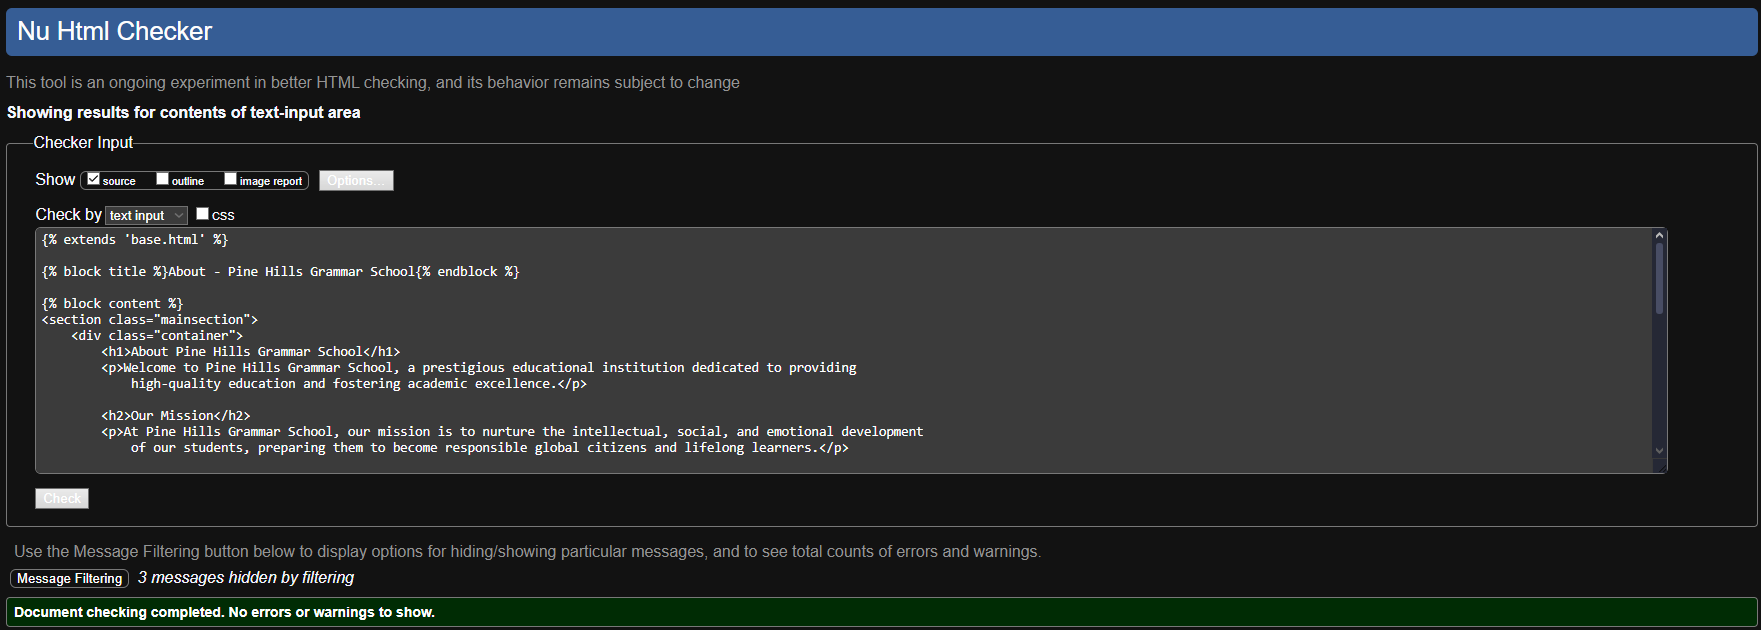 Nu Html Checker
This tool is an ongoing experiment in better HTML checking, and its behavior remains subject to change
Showing results for contents of text-input area
Checker Input
Show source outline image report Options...
Check by text input css
{% extends 'base.html' %}
{% block title %}About - Pine Hills Grammar School{% endblock %}
{% block content %}
<section class="mainsection">
<div class="container">
<h1>About Pine Hills Grammar School</h1>
<p>Welcome to Pine Hills Grammar School, a prestigious educational institution dedicated to providing
high-quality education and fostering academic excellence.</p>
<h2>Our Mission</h2>
<p>At Pine Hills Grammar School, our mission is to nurture the intellectual, social, and emotional development
of our students, preparing them to become responsible global citizens and lifelong learners.</p>
Check
Use the Message Filtering button below to display options for hiding/showing particular messages, and to see total counts of errors and warnings.
Message Filtering 3 messages hidden by filtering
Document checking completed. No errors or warnings to show.